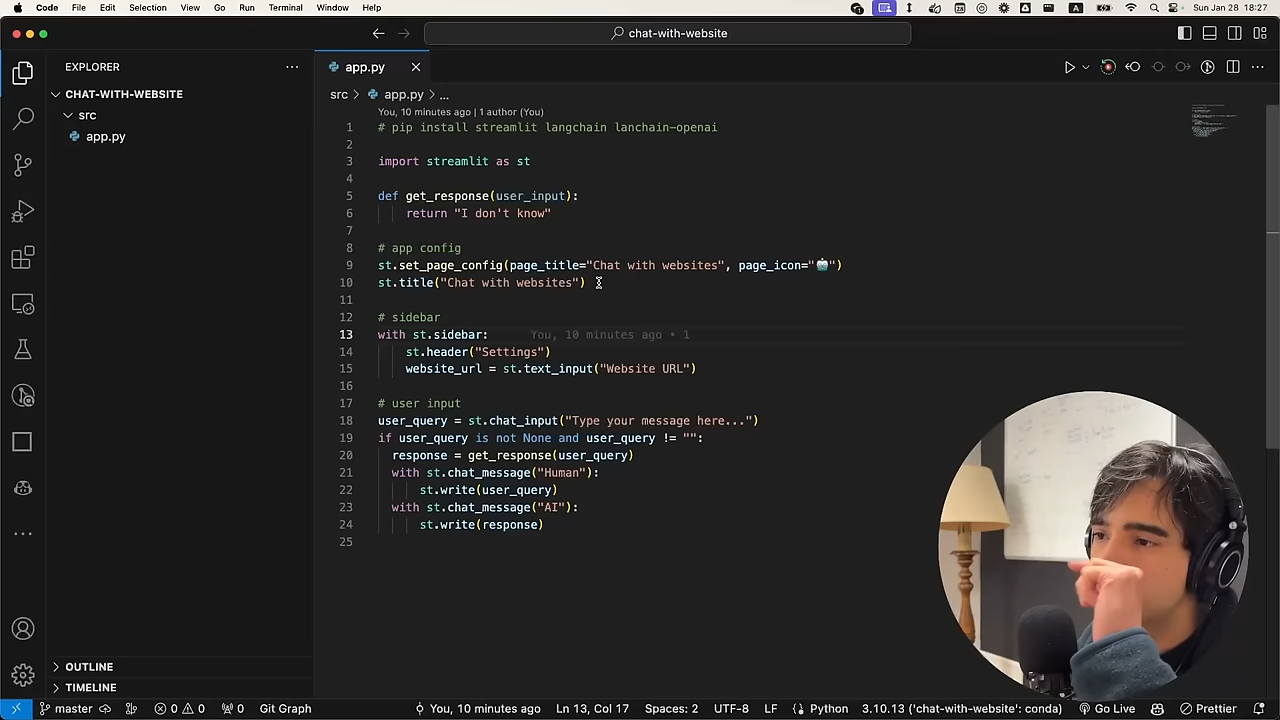 Code File Edit Selection View Go Run Terminal Window Help Sun Jan 28 18:27
chat-with-website
EXPLORER
CHAT-WITH-WEBSITE
src
app.py
OUTLINE
TIMELINE
app.py
src > app.py > ...
You, 10 minutes ago | 1 author (You)
1 # pip install streamlit langchain lanchain-openai
2
3 import streamlit as st
4
5 def get_response(user_input):
6 return "I don't know"
7
8 # app config
9 st.set_page_config(page_title="Chat with websites", page_icon="🤖")
10 st.title("Chat with websites")
11
12 # sidebar
13 with st.sidebar: You, 10 minutes ago • 1
14 st.header("Settings")
15 website_url = st.text_input("Website URL")
16
17 # user input
18 user_query = st.chat_input("Type your message here...")
19 if user_query is not None and user_query != "":
20 response = get_response(user_query)
21 with st.chat_message("Human"):
22 st.write(user_query)
23 with st.chat_message("AI"):
24 st.write(response)
25
master 0 0 0 Git Graph You, 10 minutes ago Ln 13, Col 17 Spaces: 2 UTF-8 LF Python 3.10.13 ('chat-with-website': conda) Go Live Prettier